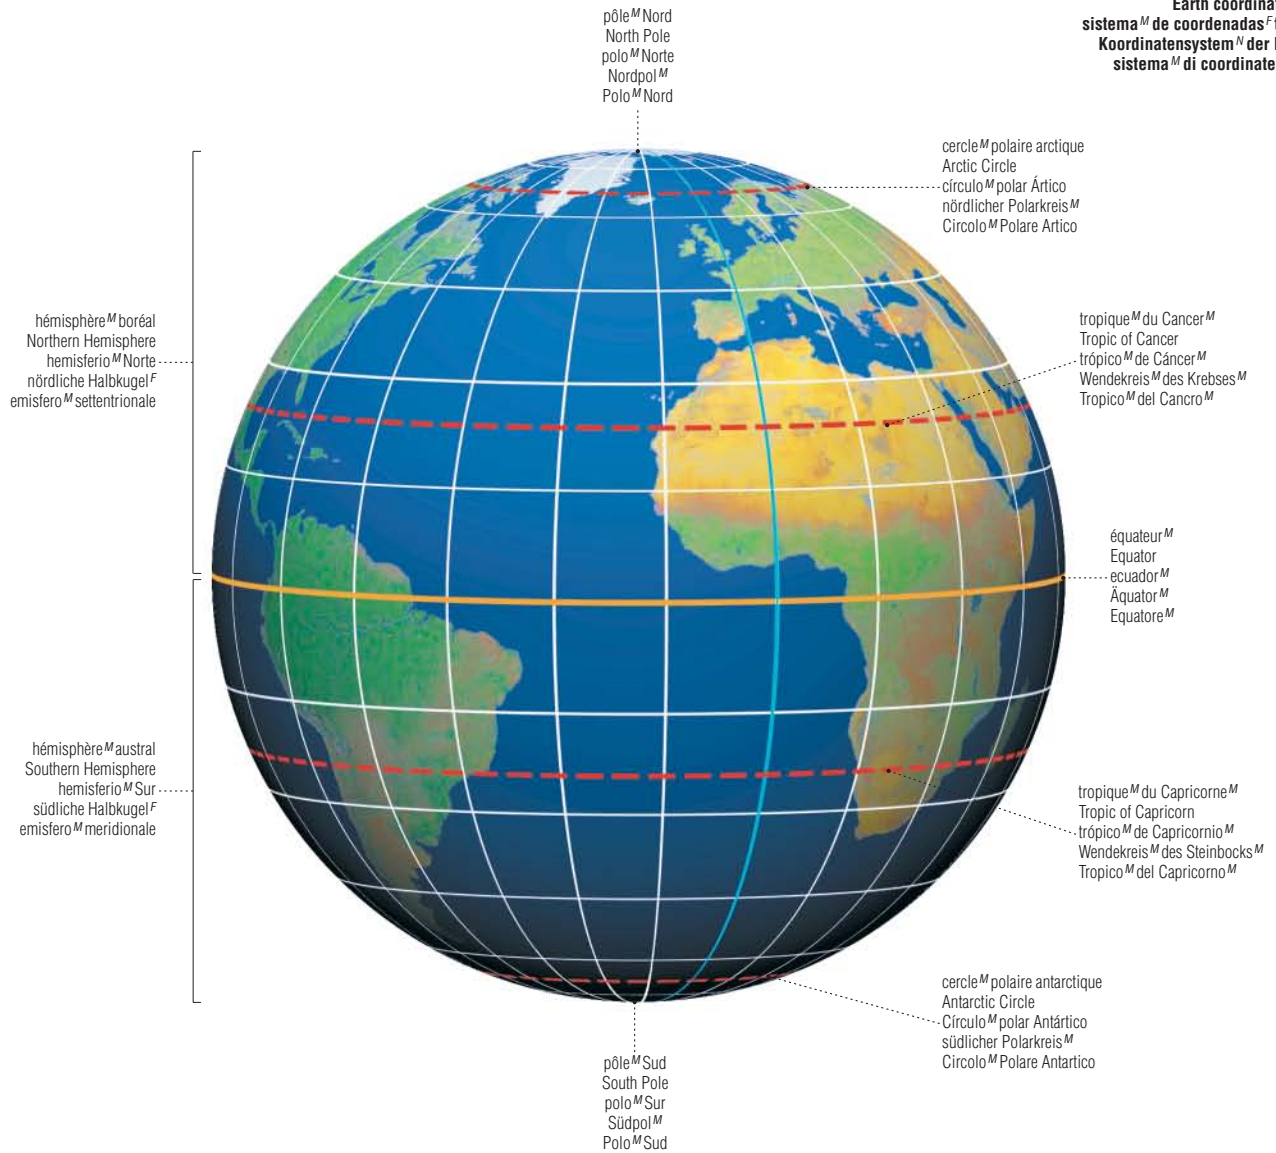 Earth coordinat
sistema M de coordenadas F
Koordinatensystem N der
sistema M di coordinate
pôle M Nord
North Pole
polo M Norte
Nordpol M
Polo M Nord
cercle M polaire arctique
Arctic Circle
círculo M polar Ártico
nördlicher Polarkreis M
Circolo M Polare Artico
hémisphère M boréal
Northern Hemisphere
hemisferio M Norte
nördliche Halbkugel F
emisfero M settentrionale
tropique M du Cancer M
Tropic of Cancer
trópico M de Cáncer M
Wendekreis M des Krebses M
Tropico M del Cancro M
équateur M
Equator
ecuador M
Äquator M
Equatore M
hémisphère M austral
Southern Hemisphere
hemisferio M Sur
südliche Halbkugel F
emisfero M meridionale
tropique M du Capricorne M
Tropic of Capricorn
trópico M de Capricornio M
Wendekreis M des Steinbocks M
Tropico M del Capricorno M
cercle M polaire antarctique
Antarctic Circle
Círculo M polar Antártico
südlicher Polarkreis M
Circolo M Polare Antartico
pôle M Sud
South Pole
polo M Sur
Südpol M
Polo M Sud